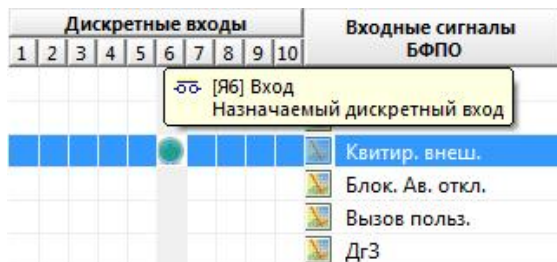 Дискретные входы
Входные сигналы
БФПО
1 2 3 4 5 6 7 8 9 10
[Я6] Вход
Назначаемый дискретный вход
Квитир. внеш.
Блок. Ав. откл.
Вызов польз.
ДгЗ